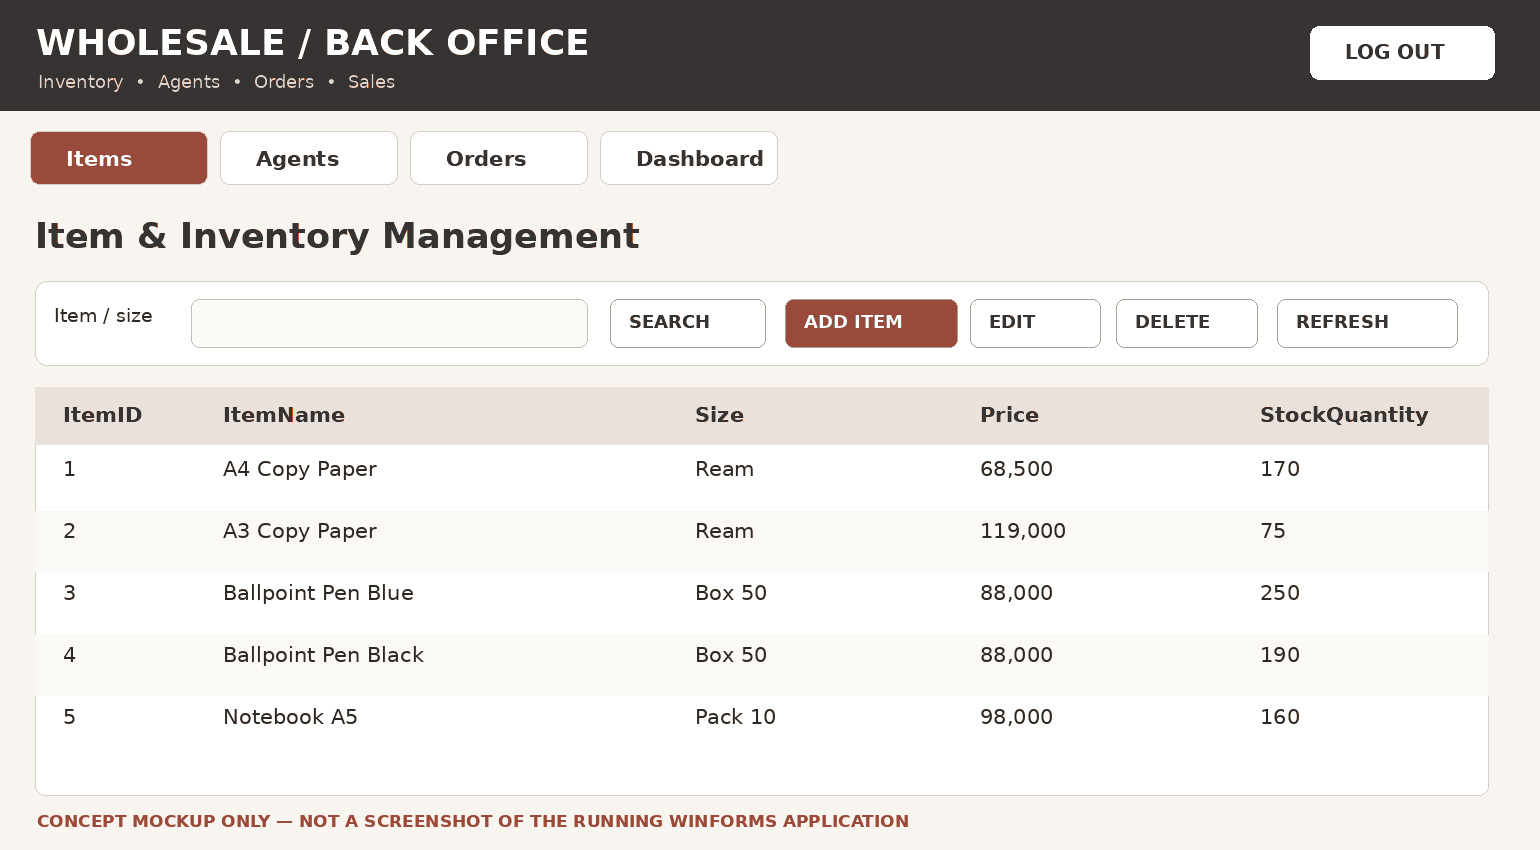 WHOLESALE / BACK OFFICE
LOG OUT
Inventory • Agents • Orders • Sales
Items Agents Orders Dashboard
Item & Inventory Management
Item / size SEARCH ADD ITEM EDIT DELETE REFRESH
ItemID ItemName Size Price StockQuantity
1 A4 Copy Paper Ream 68,500 170
2 A3 Copy Paper Ream 119,000 75
3 Ballpoint Pen Blue Box 50 88,000 250
4 Ballpoint Pen Black Box 50 88,000 190
5 Notebook A5 Pack 10 98,000 160
CONCEPT MOCKUP ONLY — NOT A SCREENSHOT OF THE RUNNING WINFORMS APPLICATION